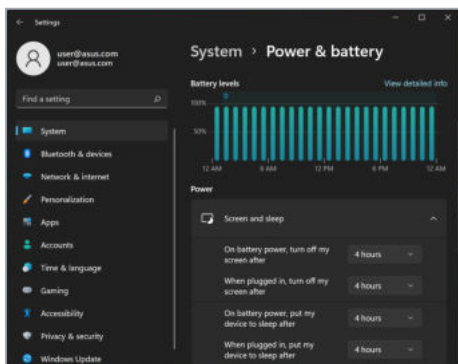 Settings
user@asus.com
user@asus.com
Find a setting
System
Bluetooth & devices
Network & internet
Personalization
Apps
Accounts
Time & language
Gaming
Accessibility
Privacy & security
Windows Update
System > Power & battery
Battery levels View detailed info
100%
50%
12 AM 6 AM 12 PM 6 PM 12 AM
Power
Screen and sleep
On battery power, turn off my
screen after
4 hours
When plugged in, turn off my
screen after
4 hours
On battery power, put my
device to sleep after
4 hours
When plugged in, put my
device to sleep after
4 hours